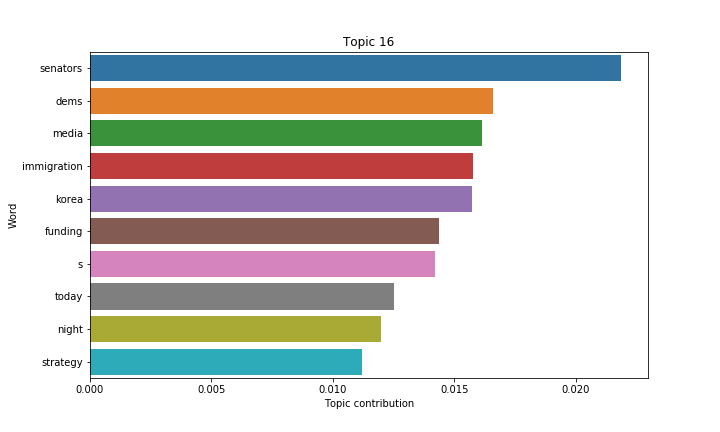 Topic 16
senators
dems
media
immigration
korea
funding
s
today
night
strategy
Word
0.000 0.005 0.010 0.015 0.020
Topic contribution